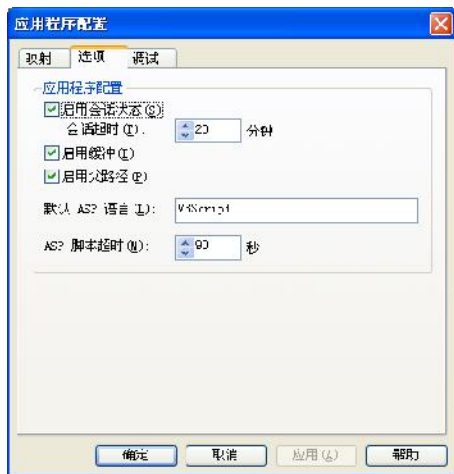 应用程序配置
映射 选项 调试
应用程序配置
启用会话状态(S)
会话超时(T): 20 分钟
启用缓冲(I)
启用父路径(P)
默认 ASP 语言(L): VBScript
ASP 脚本超时(N): 90 秒
确定 取消 应用(A) 帮助